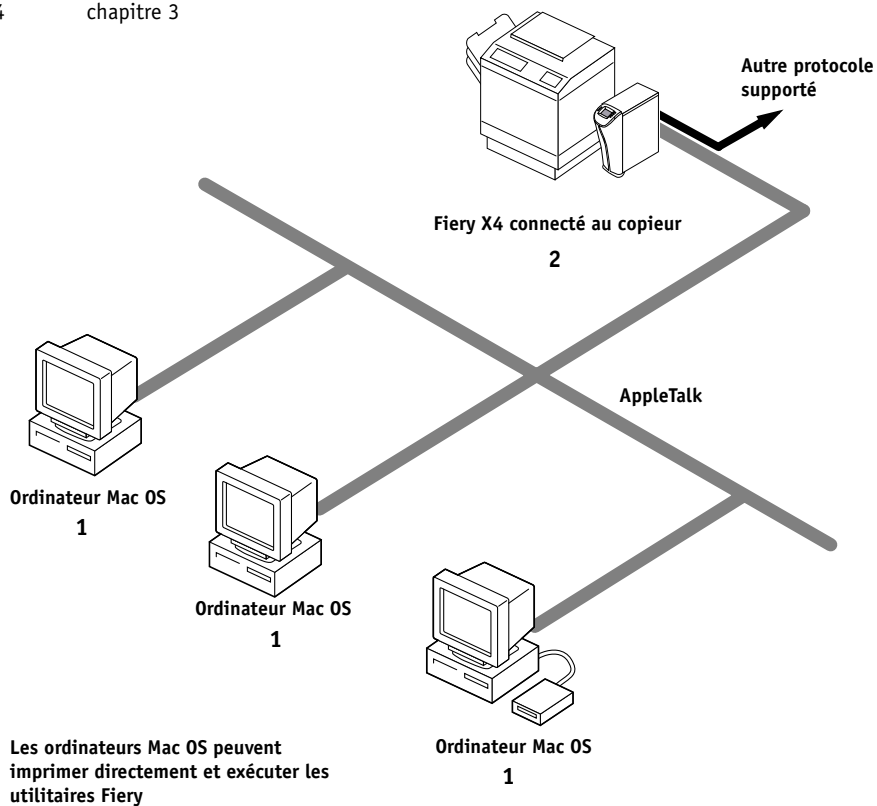 4 chapitre 3
Autre protocole
supporté
Fiery X4 connecté au copieur
2
AppleTalk
Ordinateur Mac OS
1
Ordinateur Mac OS
1
Ordinateur Mac OS
1
Les ordinateurs Mac OS peuvent
imprimer directement et exécuter les
utilitaires Fiery